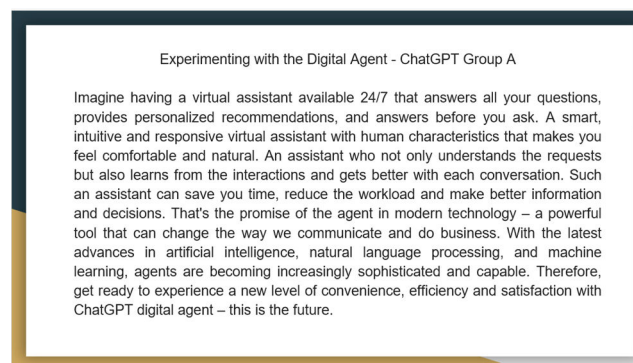 Experimenting with the Digital Agent - ChatGPT Group A
Imagine having a virtual assistant available 24/7 that answers all your questions,
provides personalized recommendations, and answers before you ask. A smart,
intuitive and responsive virtual assistant with human characteristics that makes you
feel comfortable and natural. An assistant who not only understands the requests
but also learns from the interactions and gets better with each conversation. Such
an assistant can save you time, reduce the workload and make better information
and decisions. That's the promise of the agent in modern technology – a powerful
tool that can change the way we communicate and do business. With the latest
advances in artificial intelligence, natural language processing, and machine
learning, agents are becoming increasingly sophisticated and capable. Therefore,
get ready to experience a new level of convenience, efficiency and satisfaction with
ChatGPT digital agent – this is the future.